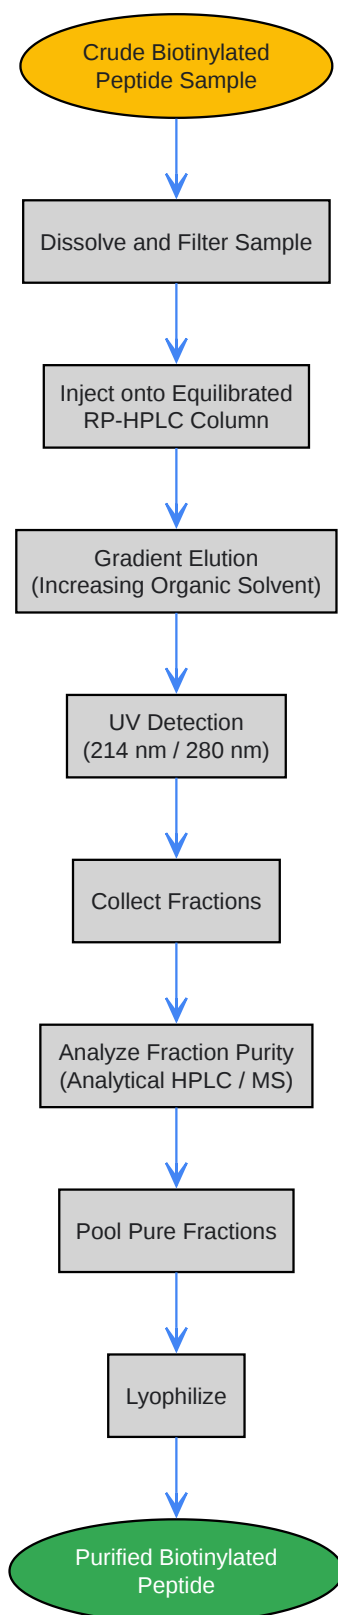 Crude Biotinylated
Peptide Sample
Dissolve and Filter Sample
Inject onto Equilibrated
RP-HPLC Column
Gradient Elution
(Increasing Organic Solvent)
UV Detection
(214 nm / 280 nm)
Collect Fractions
Analyze Fraction Purity
(Analytical HPLC / MS)
Pool Pure Fractions
Lyophilize
Purified Biotinylated
Peptide